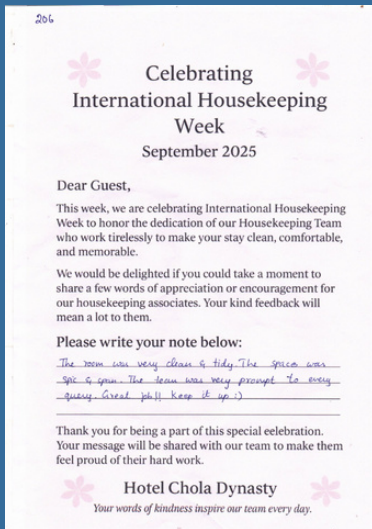 206
Celebrating
International Housekeeping
Week
September 2025
Dear Guest,
This week, we are celebrating International Housekeeping
Week to honor the dedication of our Housekeeping Team
who work tirelessly to make your stay clean, comfortable,
and memorable.
We would be delighted if you could take a moment to
share a few words of appreciation or encouragement for
our housekeeping associates. Your kind feedback will
mean a lot to them.
Please write your note below:
The room was very clean & tidy. The spaces was
spic & span. The team was very prompt to every
query. Great job!! Keep it up :)
Thank you for being a part of this special eelebration.
Your message will be shared with our team to make them
feel proud of their hard work.
Hotel Chola Dynasty
Your words of kindness inspire our team every day.